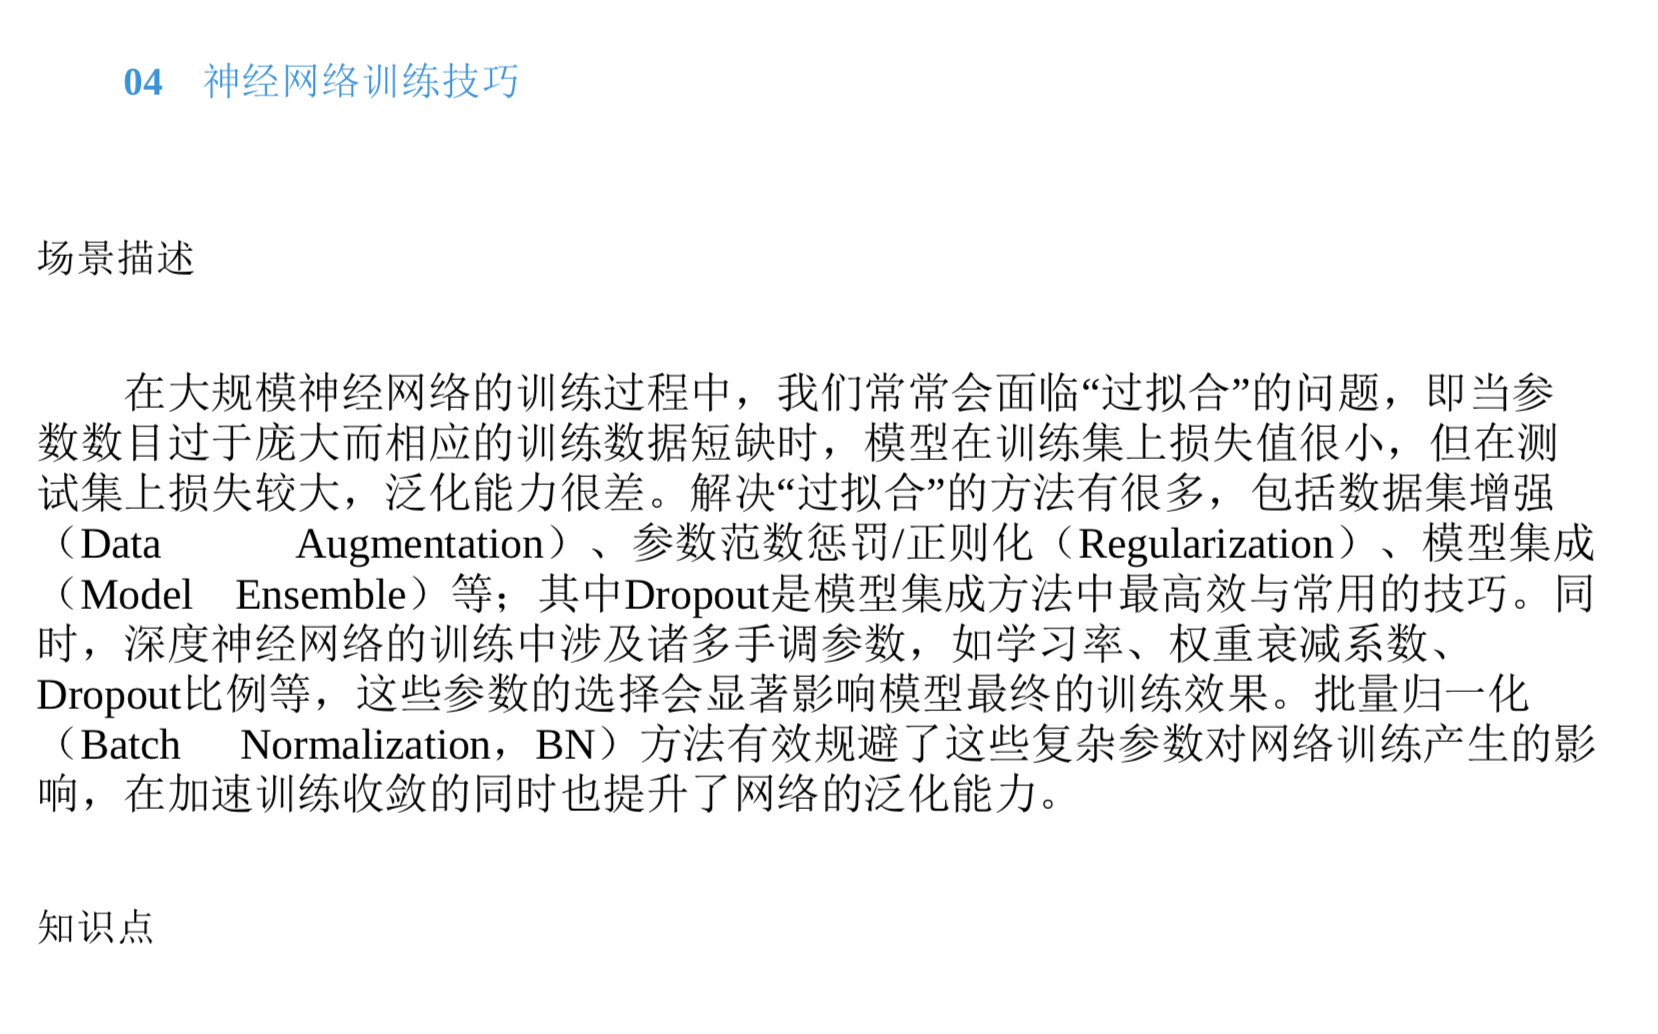 04 神经网络训练技巧
场景描述
在大规模神经网络的训练过程中，我们常常会面临“过拟合”的问题，即当参
数数目过于庞大而相应的训练数据短缺时，模型在训练集上损失值很小，但在测
试集上损失较大，泛化能力很差。解决“过拟合”的方法有很多，包括数据集增强
（Data Augmentation）、参数范数惩罚/正则化（Regularization）、模型集成
（Model Ensemble）等；其中Dropout是模型集成方法中最高效与常用的技巧。同
时，深度神经网络的训练中涉及诸多手调参数，如学习率、权重衰减系数、
Dropout比例等，这些参数的选择会显著影响模型最终的训练效果。批量归一化
（Batch Normalization，BN）方法有效规避了这些复杂参数对网络训练产生的影
响，在加速训练收敛的同时也提升了网络的泛化能力。
知识点